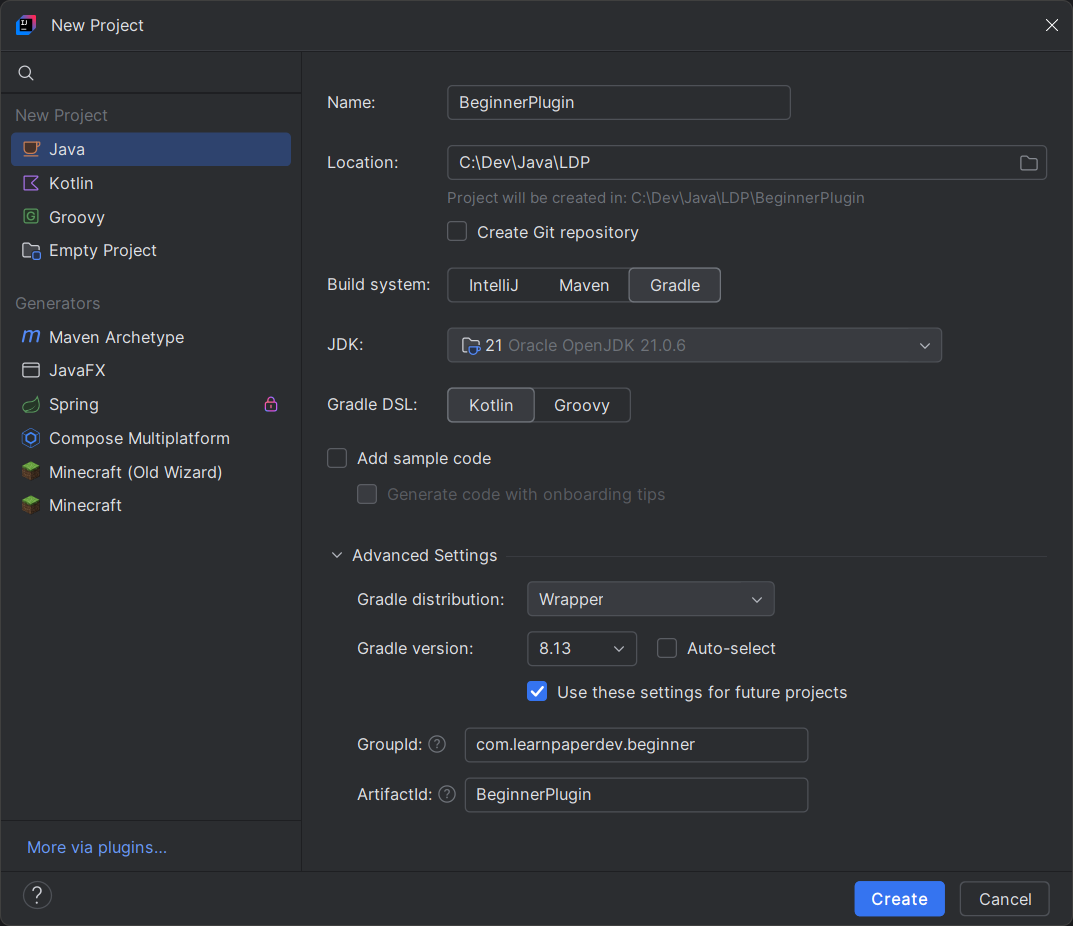 New Project
New Project
Java
Kotlin
Groovy
Empty Project
Generators
Maven Archetype
JavaFX
Spring
Compose Multiplatform
Minecraft (Old Wizard)
Minecraft
More via plugins...
Name: BeginnerPlugin
Location: C:\Dev\Java\LDP
Project will be created in: C:\Dev\Java\LDP\BeginnerPlugin
Create Git repository
Build system: IntelliJ Maven Gradle
JDK: 21 Oracle OpenJDK 21.0.6
Gradle DSL: Kotlin Groovy
Add sample code
Generate code with onboarding tips
Advanced Settings
Gradle distribution: Wrapper
Gradle version: 8.13 Auto-select
Use these settings for future projects
GroupId: ? com.learnpaperdev.beginner
ArtifactId: ? BeginnerPlugin
? Create Cancel